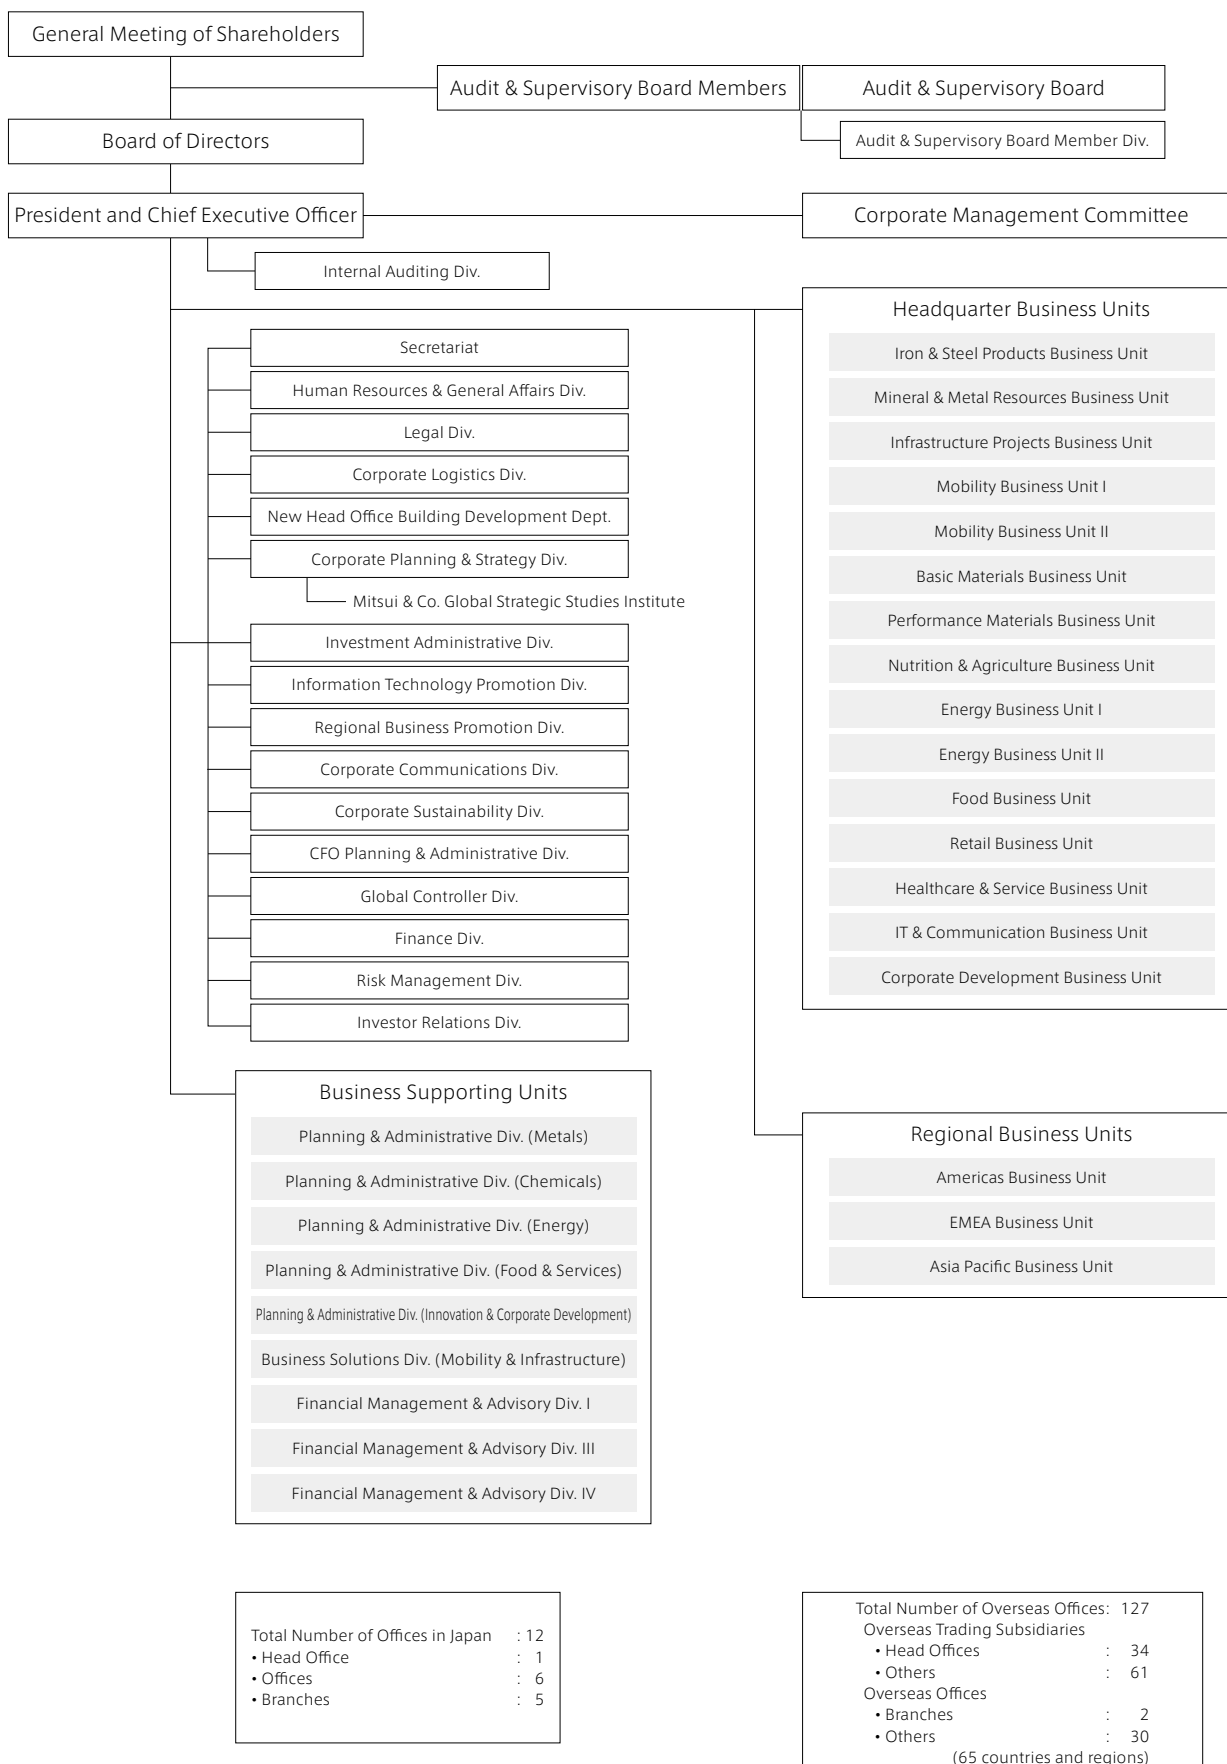 General Meeting of Shareholders
Audit & Supervisory Board Members
Audit & Supervisory Board
Board of Directors
Audit & Supervisory Board Member Div.
President and Chief Executive Officer
Corporate Management Committee
Internal Auditing Div.
Secretariat
Human Resources & General Affairs Div.
Legal Div.
Corporate Logistics Div.
New Head Office Building Development Dept.
Corporate Planning & Strategy Div.
Mitsui & Co. Global Strategic Studies Institute
Investment Administrative Div.
Information Technology Promotion Div.
Regional Business Promotion Div.
Corporate Communications Div.
Corporate Sustainability Div.
CFO Planning & Administrative Div.
Global Controller Div.
Finance Div.
Risk Management Div.
Investor Relations Div.
Headquarter Business Units
Iron & Steel Products Business Unit
Mineral & Metal Resources Business Unit
Infrastructure Projects Business Unit
Mobility Business Unit I
Mobility Business Unit II
Basic Materials Business Unit
Performance Materials Business Unit
Nutrition & Agriculture Business Unit
Energy Business Unit I
Energy Business Unit II
Food Business Unit
Retail Business Unit
Healthcare & Service Business Unit
IT & Communication Business Unit
Corporate Development Business Unit
Business Supporting Units
Planning & Administrative Div. (Metals)
Planning & Administrative Div. (Chemicals)
Planning & Administrative Div. (Energy)
Planning & Administrative Div. (Food & Services)
Planning & Administrative Div. (Innovation & Corporate Development)
Business Solutions Div. (Mobility & Infrastructure)
Financial Management & Advisory Div. I
Financial Management & Advisory Div. III
Financial Management & Advisory Div. IV
Regional Business Units
Americas Business Unit
EMEA Business Unit
Asia Pacific Business Unit
Total Number of Offices in Japan : 12
• Head Office : 1
• Offices : 6
• Branches : 5
Total Number of Overseas Offices: 127
Overseas Trading Subsidiaries
• Head Offices : 34
• Others : 61
Overseas Offices
• Branches : 2
• Others : 30
(65 countries and regions)